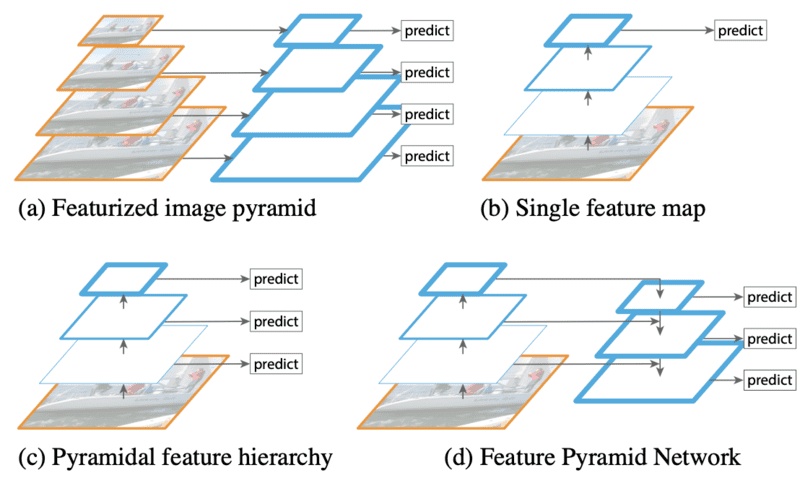 predict
predict
predict
predict
predict
(a) Featurized image pyramid
(b) Single feature map
predict
predict
predict
predict
predict
predict
(c) Pyramidal feature hierarchy
(d) Feature Pyramid Network